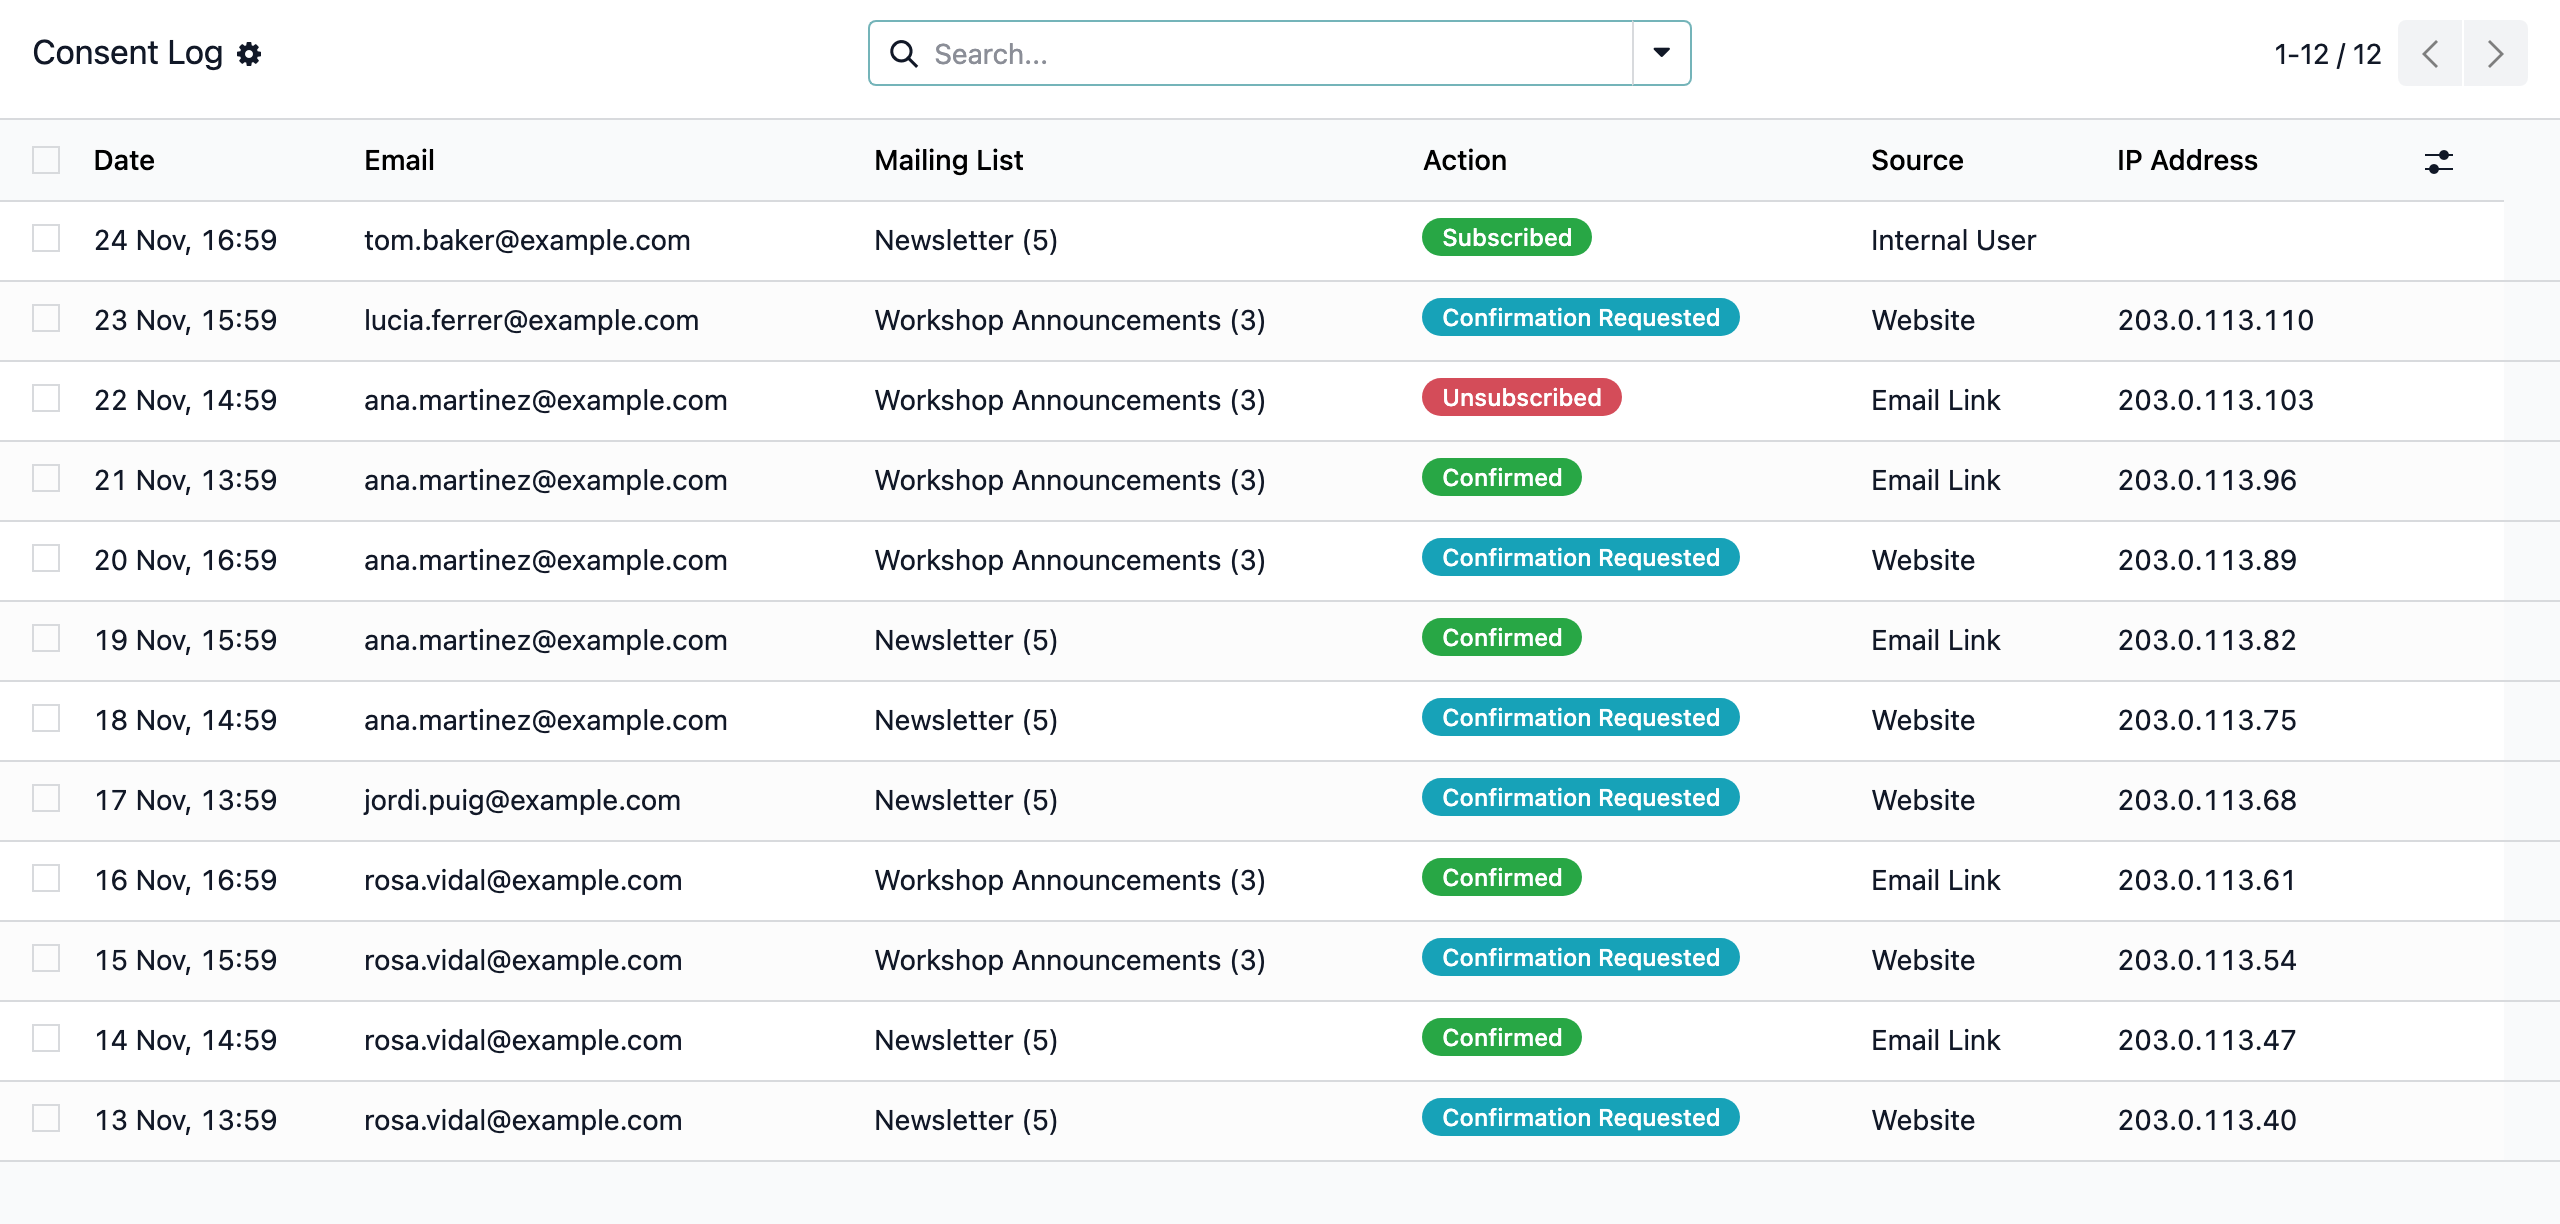 Consent Log
Search...
1-12 / 12
Date Email Mailing List Action Source IP Address
24 Nov, 16:59 tom.baker@example.com Newsletter (5) Subscribed Internal User
23 Nov, 15:59 lucia.ferrer@example.com Workshop Announcements (3) Confirmation Requested Website 203.0.113.110
22 Nov, 14:59 ana.martinez@example.com Workshop Announcements (3) Unsubscribed Email Link 203.0.113.103
21 Nov, 13:59 ana.martinez@example.com Workshop Announcements (3) Confirmed Email Link 203.0.113.96
20 Nov, 16:59 ana.martinez@example.com Workshop Announcements (3) Confirmation Requested Website 203.0.113.89
19 Nov, 15:59 ana.martinez@example.com Newsletter (5) Confirmed Email Link 203.0.113.82
18 Nov, 14:59 ana.martinez@example.com Newsletter (5) Confirmation Requested Website 203.0.113.75
17 Nov, 13:59 jordi.puig@example.com Newsletter (5) Confirmation Requested Website 203.0.113.68
16 Nov, 16:59 rosa.vidal@example.com Workshop Announcements (3) Confirmed Email Link 203.0.113.61
15 Nov, 15:59 rosa.vidal@example.com Workshop Announcements (3) Confirmation Requested Website 203.0.113.54
14 Nov, 14:59 rosa.vidal@example.com Newsletter (5) Confirmed Email Link 203.0.113.47
13 Nov, 13:59 rosa.vidal@example.com Newsletter (5) Confirmation Requested Website 203.0.113.40